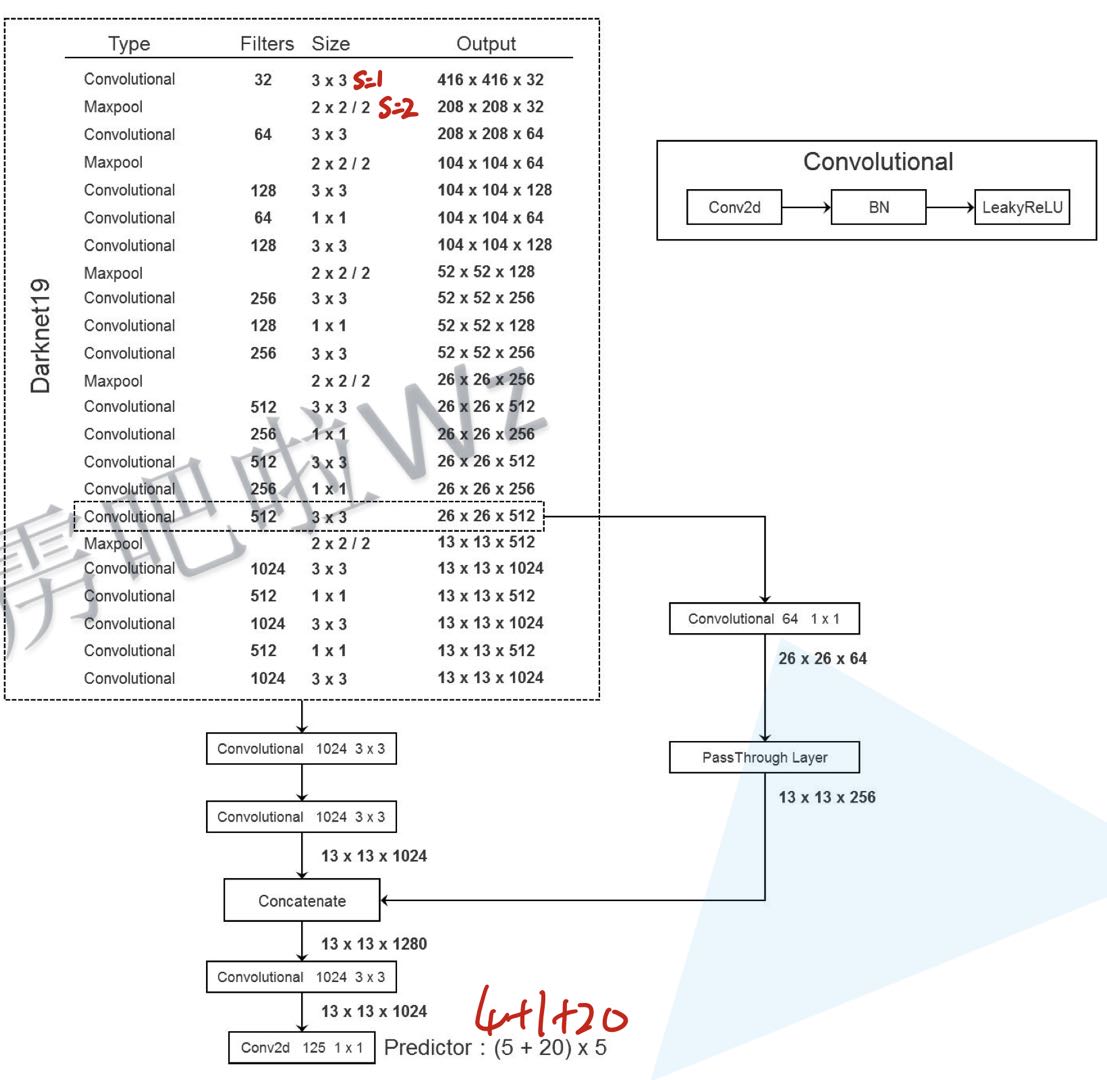 Type Filters Size Output
Convolutional 32 3 x 3 S=1 416 x 416 x 32
Maxpool 2 x 2 / 2 S=2 208 x 208 x 32
Convolutional 64 3 x 3 208 x 208 x 64
Maxpool 2 x 2 / 2 104 x 104 x 64
Convolutional 128 3 x 3 104 x 104 x 128
Convolutional 64 1 x 1 104 x 104 x 64
Convolutional 128 3 x 3 104 x 104 x 128
Maxpool 2 x 2 / 2 52 x 52 x 128
Convolutional 256 3 x 3 52 x 52 x 256
Convolutional 128 1 x 1 52 x 52 x 128
Convolutional 256 3 x 3 52 x 52 x 256
Maxpool 2 x 2 / 2 26 x 26 x 256
Convolutional 512 3 x 3 26 x 26 x 512
Convolutional 256 1 x 1 26 x 26 x 256
Convolutional 512 3 x 3 26 x 26 x 512
Convolutional 256 1 x 1 26 x 26 x 256
Convolutional 512 3 x 3 26 x 26 x 512
Maxpool 2 x 2 / 2 13 x 13 x 512
Convolutional 1024 3 x 3 13 x 13 x 1024
Convolutional 512 1 x 1 13 x 13 x 512
Convolutional 1024 3 x 3 13 x 13 x 1024
Convolutional 512 1 x 1 13 x 13 x 512
Convolutional 1024 3 x 3 13 x 13 x 1024
Darknet19
Convolutional
Conv2d BN LeakyReLU
Convolutional 64 1 x 1
26 x 26 x 64
PassThrough Layer
13 x 13 x 256
Convolutional 1024 3 x 3
Convolutional 1024 3 x 3
13 x 13 x 1024
Concatenate
13 x 13 x 1280
Convolutional 1024 3 x 3
13 x 13 x 1024
4+1+20
Conv2d 125 1 x 1 Predictor : (5 + 20) x 5
吧啦Wz